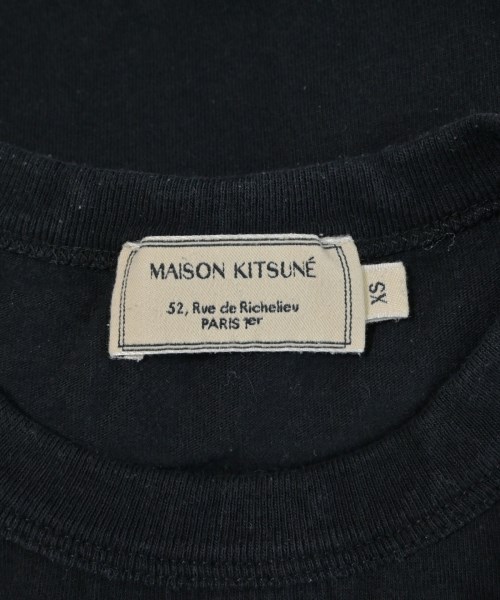 MAISON KITSUNÉ
52, Rue de Richelieu
PARIS 1er
XS